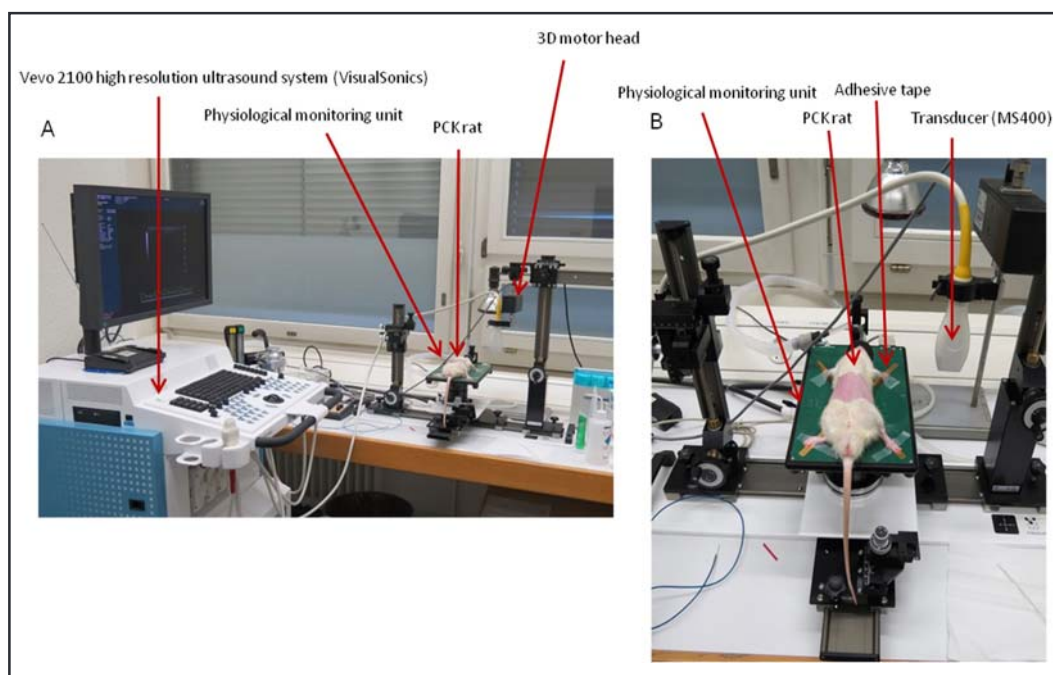 3D motor head
Vevo 2100 high resolution ultrasound system (VisualSonics)
Adhesive tape
Physiological monitoring unit
A
Physiological monitoring unit
PCK rat
B
PCK rat
Transducer (MS400)